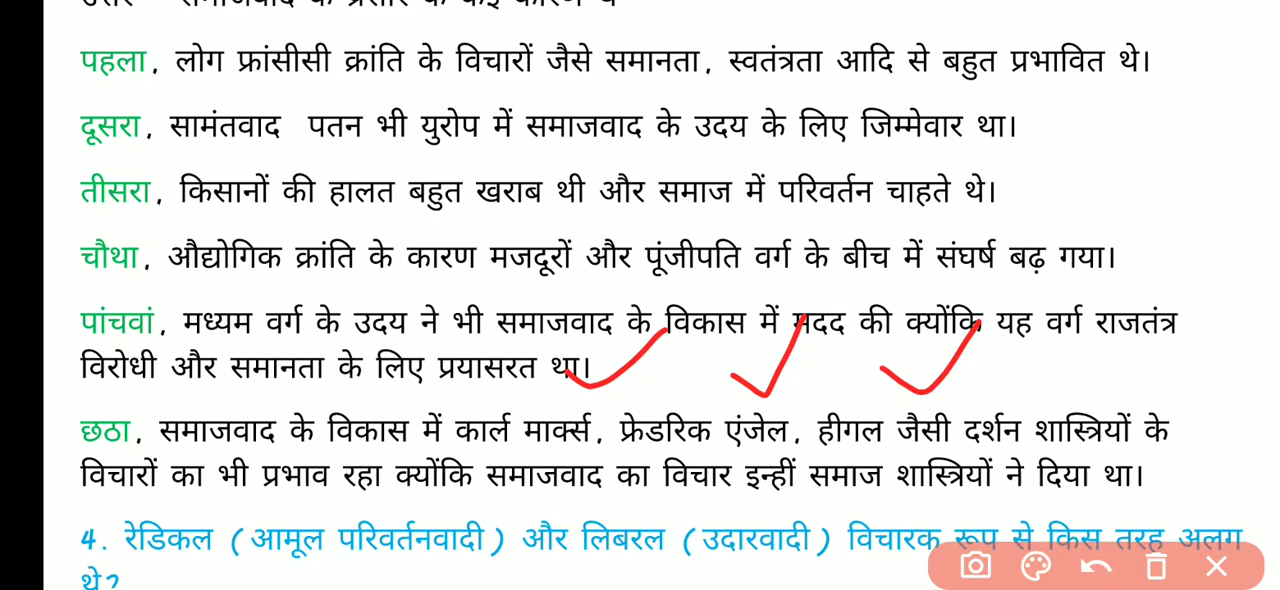 पहला, लोग फ्रांसीसी क्रांति के विचारों जैसे समानता, स्वतंत्रता आदि से बहुत प्रभावित थे।
दूसरा, सामंतवाद पतन भी युरोप में समाजवाद के उदय के लिए जिम्मेवार था।
तीसरा, किसानों की हालत बहुत खराब थी और समाज में परिवर्तन चाहते थे।
चौथा, औद्योगिक क्रांति के कारण मजदूरों और पूंजीपति वर्ग के बीच में संघर्ष बढ़ गया।
पांचवां, मध्यम वर्ग के उदय ने भी समाजवाद के विकास में मदद की क्योंकि यह वर्ग राजतंत्र
विरोधी और समानता के लिए प्रयासरत था।
छठा, समाजवाद के विकास में कार्ल मार्क्स, फ्रेडरिक एंजेल, हीगल जैसी दर्शन शास्त्रियों के
विचारों का भी प्रभाव रहा क्योंकि समाजवाद का विचार इन्हीं समाज शास्त्रियों ने दिया था।
4. रेडिकल (आमूल परिवर्तनवादी) और लिबरल (उदारवादी) विचारक रूप से किस तरह अलग
थे?